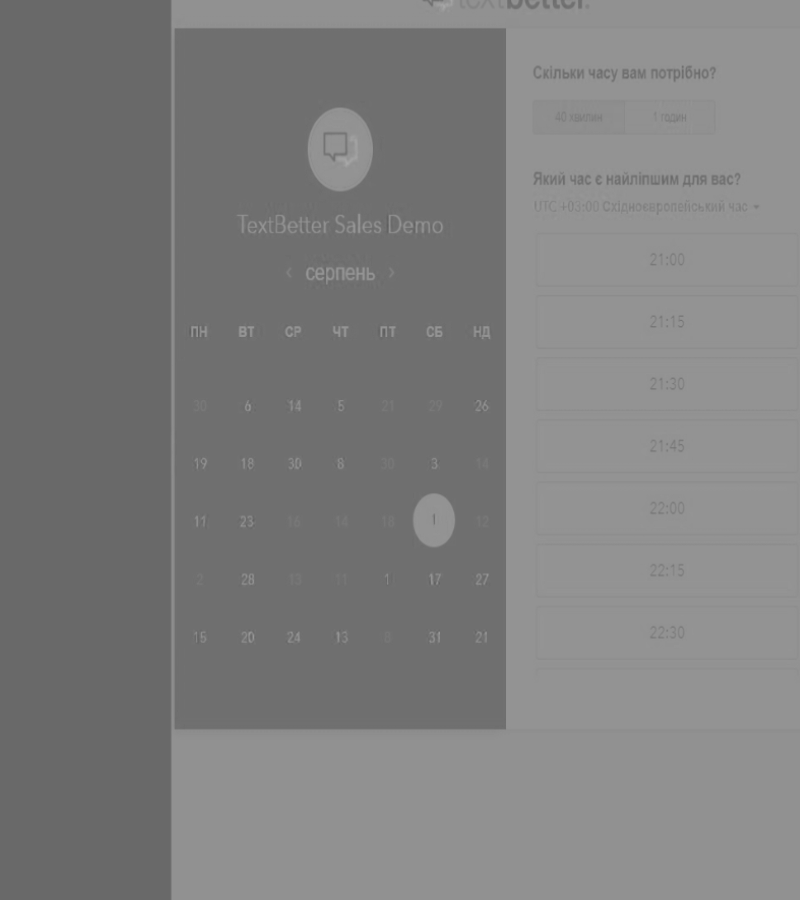 textbetter.
TextBetter Sales Demo
‹ серпень ›
ПН ВТ СР ЧТ ПТ СБ НД
30 6 14 5 21 29 26
19 18 30 8 30 3 14
11 23 16 14 18 1 12
2 28 13 11 1 17 27
15 20 24 13 8 31 21
Скільки часу вам потрібно?
40 хвилин 1 годин
Який час є найліпшим для вас?
UTC +03:00 Східноєвропейський час
21:00
21:15
21:30
21:45
22:00
22:15
22:30